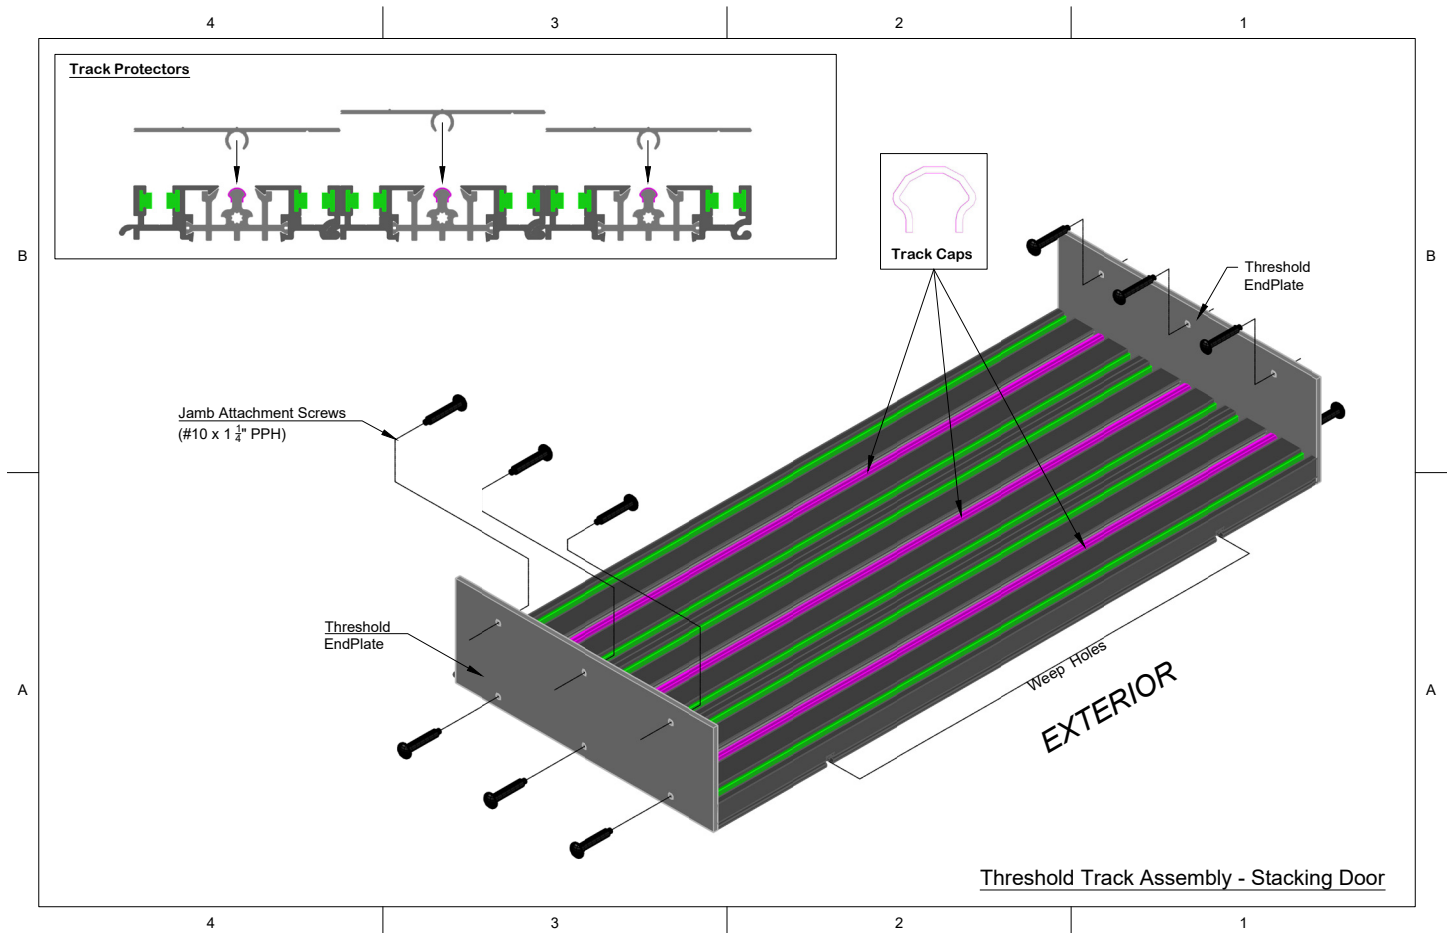 4 3 2 1
Track Protectors
Track Caps
B
B
Threshold
EndPlate
Jamb Attachment Screws
(#10 x 1 1/4" PPH)
Threshold
EndPlate
Weep Holes
A
A
EXTERIOR
Threshold Track Assembly - Stacking Door
4 3 2 1